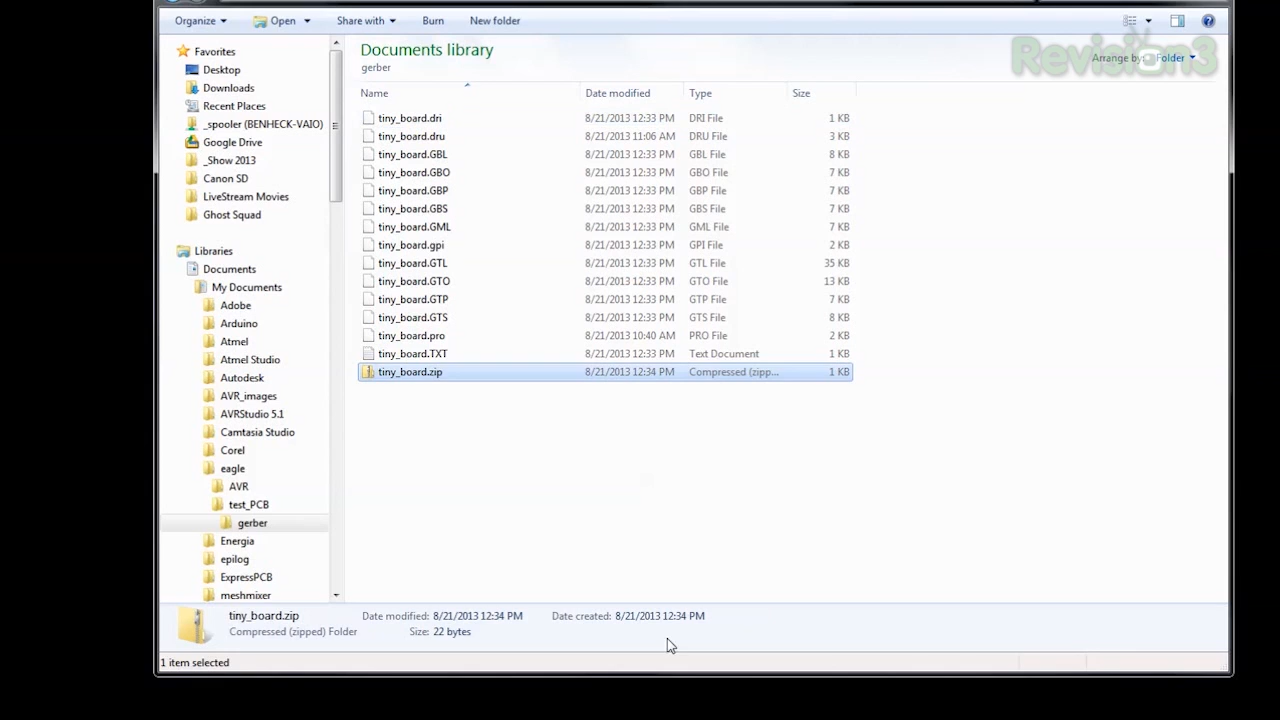 Organize Open Share with Burn New folder
Revision3
Documents library
gerber
Arrange by: Folder
Name Date modified Type Size
tiny_board.dri 8/21/2013 12:33 PM DRI File 1 KB
tiny_board.dru 8/21/2013 11:06 AM DRU File 3 KB
tiny_board.GBL 8/21/2013 12:33 PM GBL File 8 KB
tiny_board.GBO 8/21/2013 12:33 PM GBO File 7 KB
tiny_board.GBP 8/21/2013 12:33 PM GBP File 7 KB
tiny_board.GBS 8/21/2013 12:33 PM GBS File 7 KB
tiny_board.GML 8/21/2013 12:33 PM GML File 7 KB
tiny_board.gpi 8/21/2013 12:33 PM GPI File 2 KB
tiny_board.GTL 8/21/2013 12:33 PM GTL File 35 KB
tiny_board.GTO 8/21/2013 12:33 PM GTO File 13 KB
tiny_board.GTP 8/21/2013 12:33 PM GTP File 7 KB
tiny_board.GTS 8/21/2013 12:33 PM GTS File 8 KB
tiny_board.pro 8/21/2013 10:40 AM PRO File 2 KB
tiny_board.TXT 8/21/2013 12:33 PM Text Document 1 KB
tiny_board.zip 8/21/2013 12:34 PM Compressed (zipp... 1 KB
Favorites
Desktop
Downloads
Recent Places
_spooler (BENHECK-VAIO)
Google Drive
_Show 2013
Canon SD
LiveStream Movies
Ghost Squad
Libraries
Documents
My Documents
Adobe
Arduino
Atmel
Atmel Studio
Autodesk
AVR_images
AVRStudio 5.1
Camtasia Studio
Corel
eagle
AVR
test_PCB
gerber
Energia
epilog
ExpressPCB
meshmixer
tiny_board.zip Date modified: 8/21/2013 12:34 PM Date created: 8/21/2013 12:34 PM
Compressed (zipped) Folder Size: 22 bytes
1 item selected